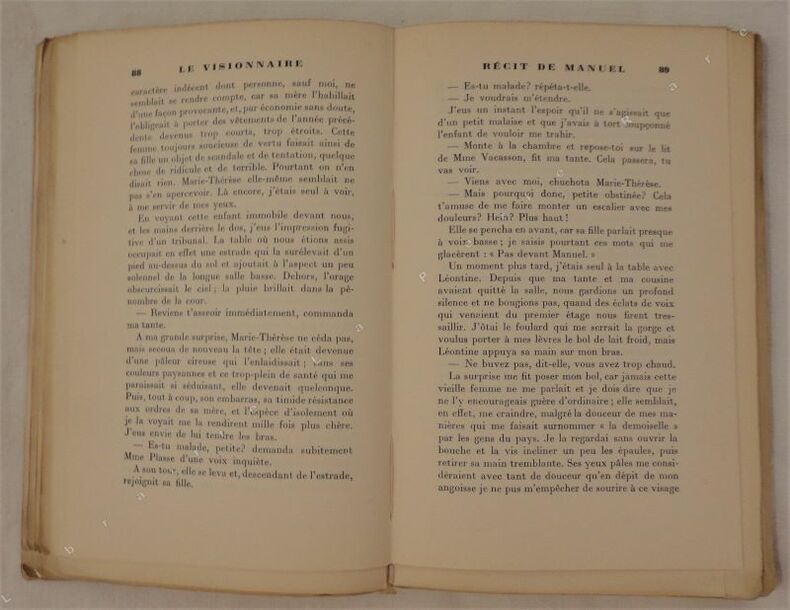 88
LE VISIONNAIRE
caractère indécent dont personne, sauf moi, ne
semblait se rendre compte, car sa mère l'habillait
d'une façon provocante, et, par économie sans doute,
l'obligeait à porter des vêtements de l'année précé-
dente devenus trop courts, trop étroits. Cette
femme toujours soucieuse de vertu faisait ainsi de
sa fille un objet de scandale et de tentation, quelque
chose de ridicule et de terrible. Pourtant on n'en
disait rien. Marie-Thérèse elle-même semblait ne
pas s'en apercevoir. Là encore, j'étais seul à voir,
à me servir de mes yeux.
En voyant cette enfant immobile devant nous,
et les mains derrière le dos, j'eus l'impression fugi-
tive d'un tribunal. La table où nous étions assis
occupait en effet une estrade qui la surélevait d'un
pied au-dessus du sol et ajoutait à l'aspect un peu
solennel de la longue salle basse. Dehors, l'orage
obscurcissait le ciel ; la pluie brillait dans la pé-
nombre de la cour.
— Reviens t'asseoir immédiatement, commanda
ma tante.
A ma grande surprise, Marie-Thérèse ne céda pas,
mais secoua de nouveau la tête ; elle était devenue
d'une pâleur cireuse qui l'enlaidissait ; sans ses
couleurs paysannes et ce trop-plein de santé qui me
paraissait si séduisant, elle devenait quelconque.
Puis, tout à coup, son embarras, sa timide résistance
aux ordres de sa mère, et l'espèce d'isolement où
je la voyais me la rendirent mille fois plus chère.
J'eus envie de lui tendre les bras.
— Es-tu malade, petite? demanda subitement
Mme Plasse d'une voix inquiète.
A son tour, elle se leva et, descendant de l'estrade,
rejoignit sa fille.
RÉCIT DE MANUEL
89
— Es-tu malade? répéta-t-elle.
— Je voudrais m'étendre.
J'eus un instant l'espoir qu'il ne s'agissait que
d'un petit malaise et que j'avais à tort soupçonné
l'enfant de vouloir me trahir.
— Monte à la chambre et repose-toi sur le lit
de Mme Vacasson, fit ma tante. Cela passera, tu
vas voir.
— Viens avec moi, chuchota Marie-Thérèse.
— Mais pourquoi donc, petite obstinée? Cela
t'amuse de me faire monter un escalier avec mes
douleurs? Hein? Plus haut!
Elle se pencha en avant, car sa fille parlait presque
à voix basse ; je saisis pourtant ces mots qui me
glacèrent : « Pas devant Manuel. »
Un moment plus tard, j'étais seul à la table avec
Léontine. Depuis que ma tante et ma cousine
avaient quitté la salle, nous gardions un profond
silence et ne bougions pas, quand des éclats de voix
qui venaient du premier étage nous firent tres-
saillir. J'ôtai le foulard qui me serrait la gorge et
voulus porter à mes lèvres le bol de lait froid, mais
Léontine appuya sa main sur mon bras.
— Ne buvez pas, dit-elle, vous avez trop chaud.
La surprise me fit poser mon bol, car jamais cette
vieille femme ne me parlait et je dois dire que je
ne l'y encourageais guère d'ordinaire ; elle semblait,
en effet, me craindre, malgré la douceur de mes ma-
nières qui me faisait surnommer « la demoiselle »
par les gens du pays. Je la regardai sans ouvrir la
bouche et la vis incliner un peu les épaules, puis
retirer sa main tremblante. Ses yeux pâles me consi-
déraient avec tant de douceur qu'en dépit de mon
angoisse je ne pus m'empêcher de sourire à ce visage